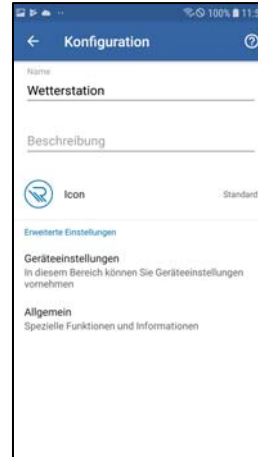 100% 11:5
Konfiguration
Name
Wetterstation
Beschreibung
Icon Standard
Erweiterte Einstellungen
Geräteeinstellungen
In diesem Bereich können Sie Geräteeinstellungen
vornehmen
Allgemein
Spezielle Funktionen und Informationen